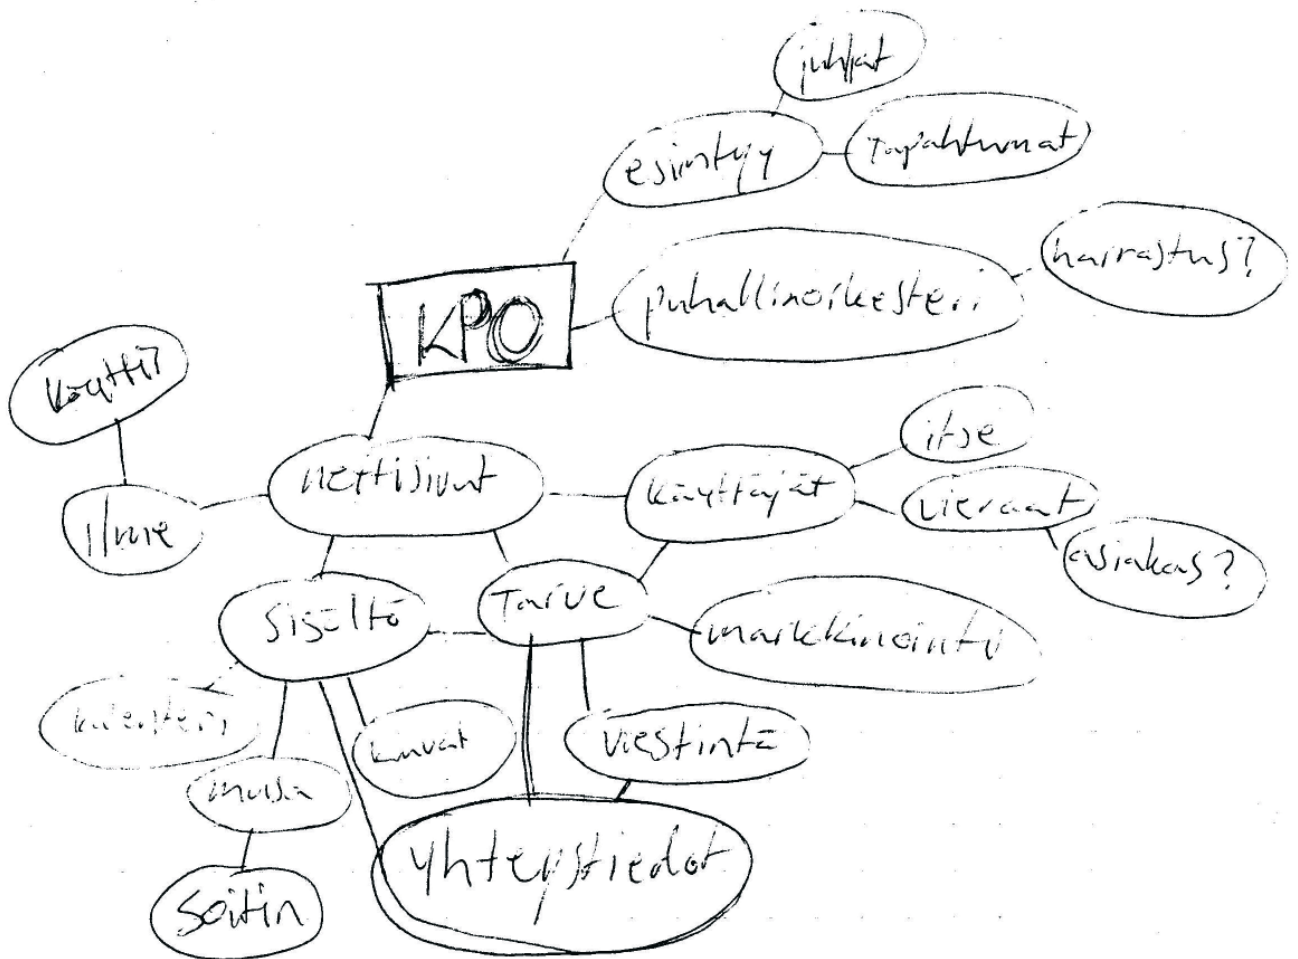 juhlat
esiintyy
Tapahtumat
harrastus?
puhallinorkesteri
KPO
itse
nettisivut
käyttäjät
vieraat
Ilme
asiakas?
Sisältö
Tarve
markkinointi
kalenteri
kuvat
viestintä
musa
yhteystiedot
Soitin